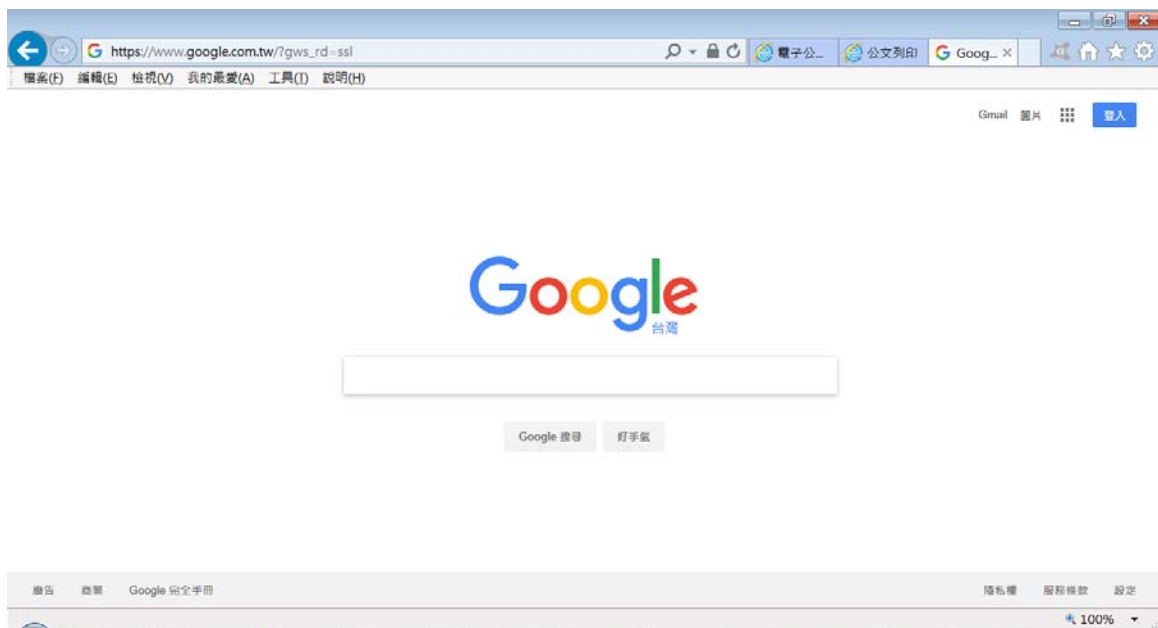 https://www.google.com.tw/?gws_rd=ssl 電子公... 公文列印 Goog...
檔案(F) 編輯(E) 檢視(V) 我的最愛(A) 工具(T) 說明(H)
Gmail 圖片 登入
Google
台灣
Google 搜尋 好手氣
廣告 商業 Google 完全手冊 隱私權 服務條款 設定
100%